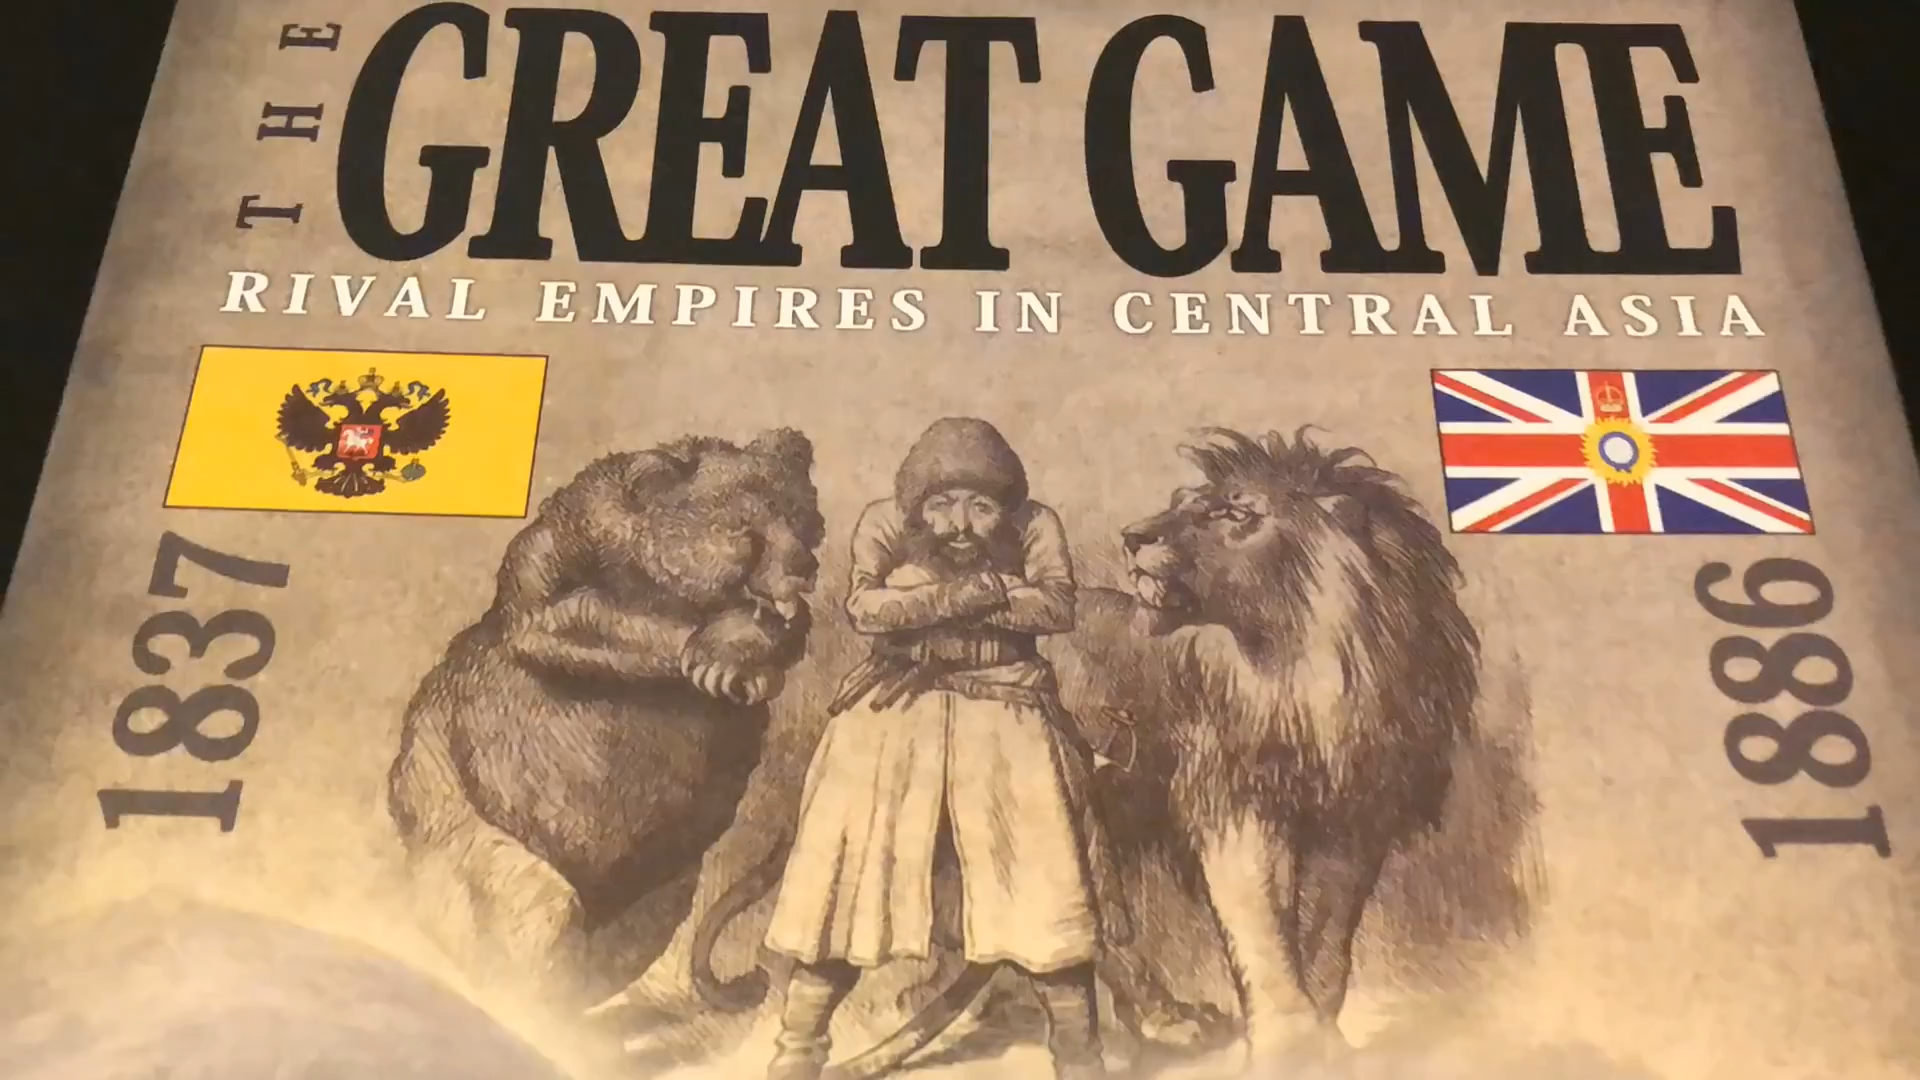 THE
GREAT GAME
RIVAL EMPIRES IN CENTRAL ASIA
1837
1886